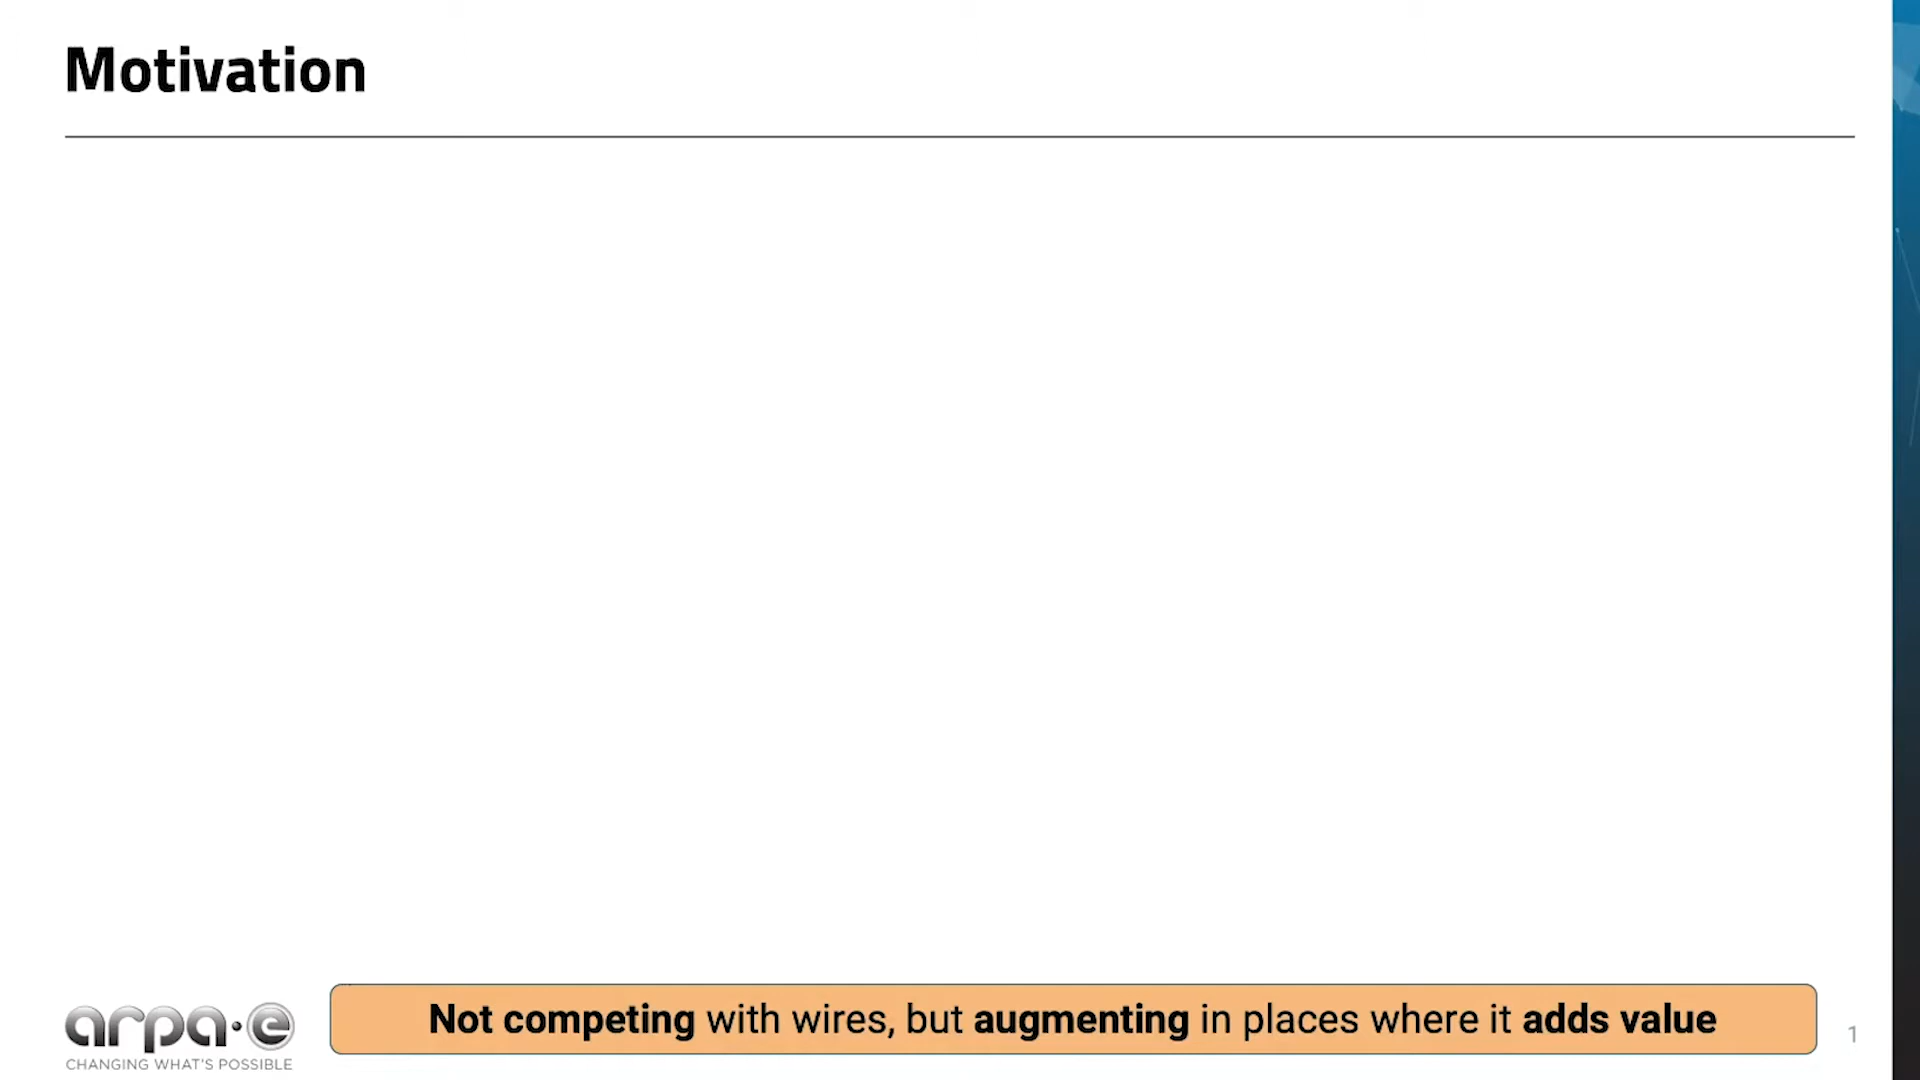 Motivation
Not competing with wires, but augmenting in places where it adds value
arpa·e
CHANGING WHAT'S POSSIBLE
1